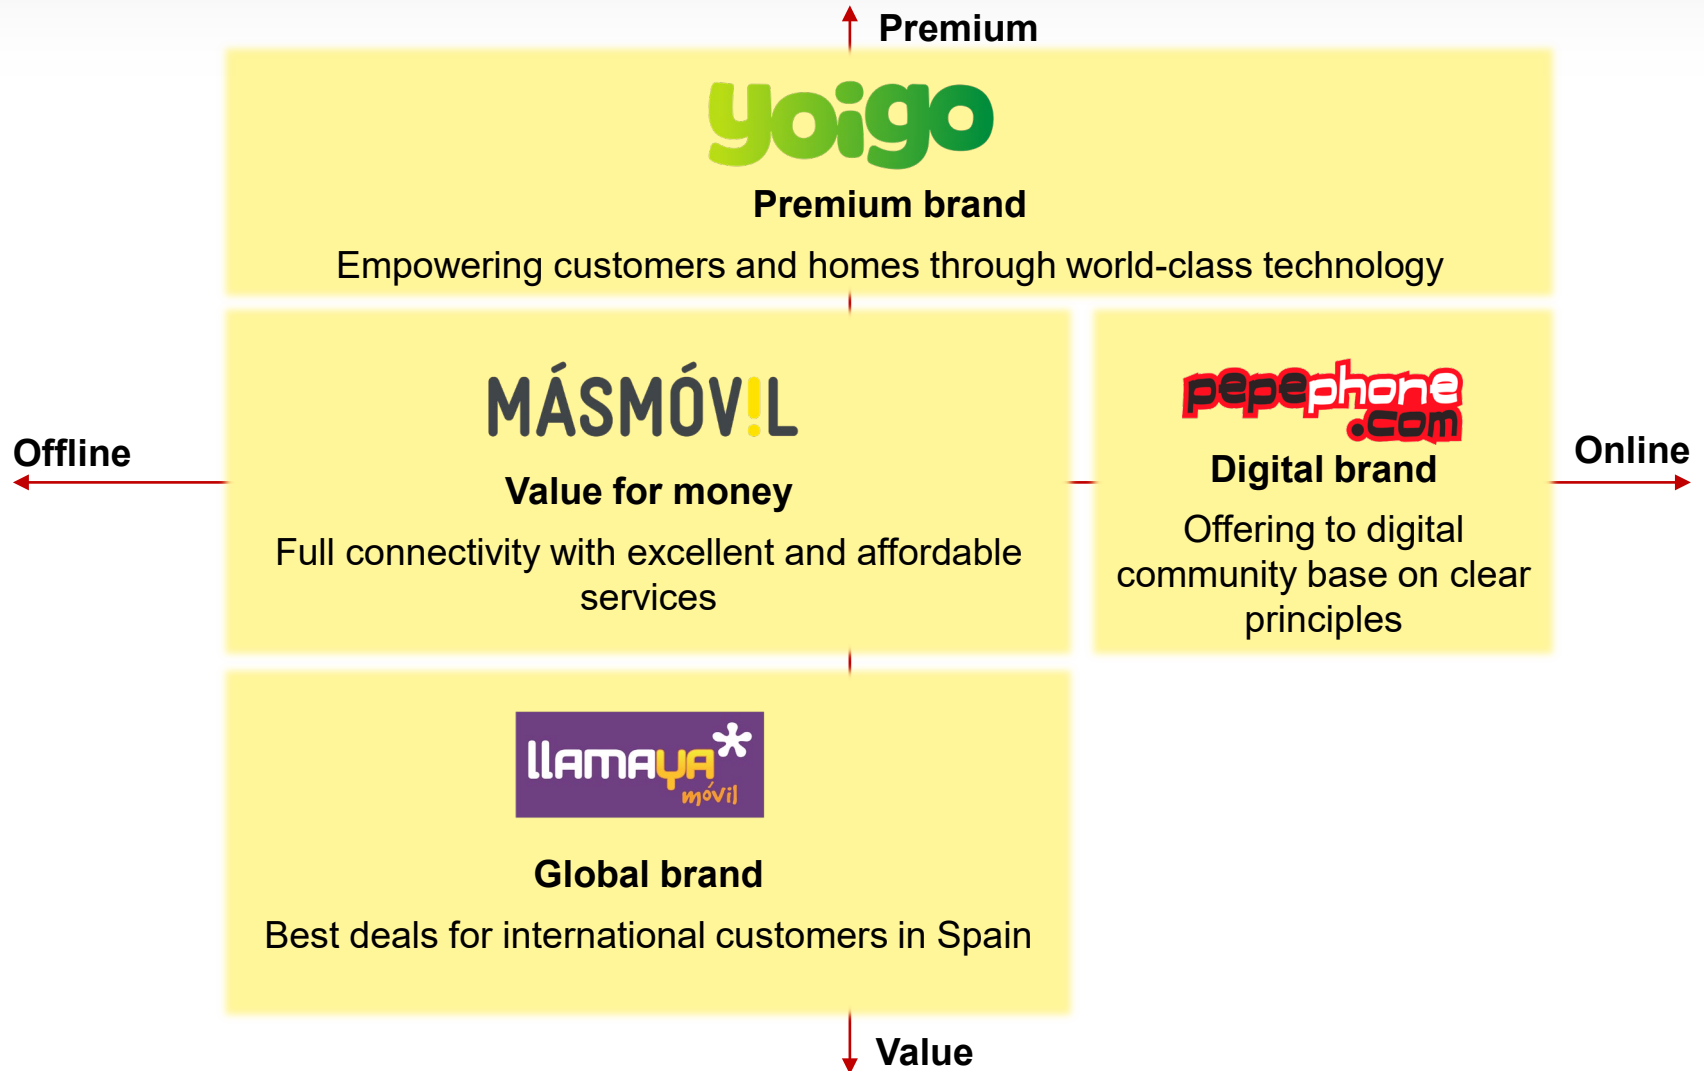 Premium
yoigo
Premium brand
Empowering customers and homes through world-class technology
MÁSMÓV!L
Value for money
Full connectivity with excellent and affordable
services
pepephone
.com
Digital brand
Offering to digital
community base on clear
principles
Offline
Online
llamaya*
móvil
Global brand
Best deals for international customers in Spain
Value